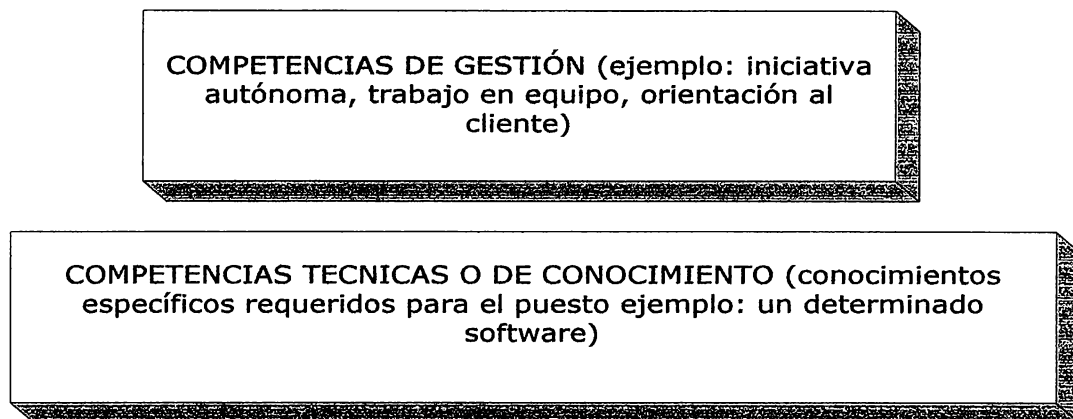 COMPETENCIAS DE GESTIÓN (ejemplo: iniciativa
autónoma, trabajo en equipo, orientación al
cliente)
COMPETENCIAS TECNICAS O DE CONOCIMIENTO (conocimientos
específicos requeridos para el puesto ejemplo: un determinado
software)